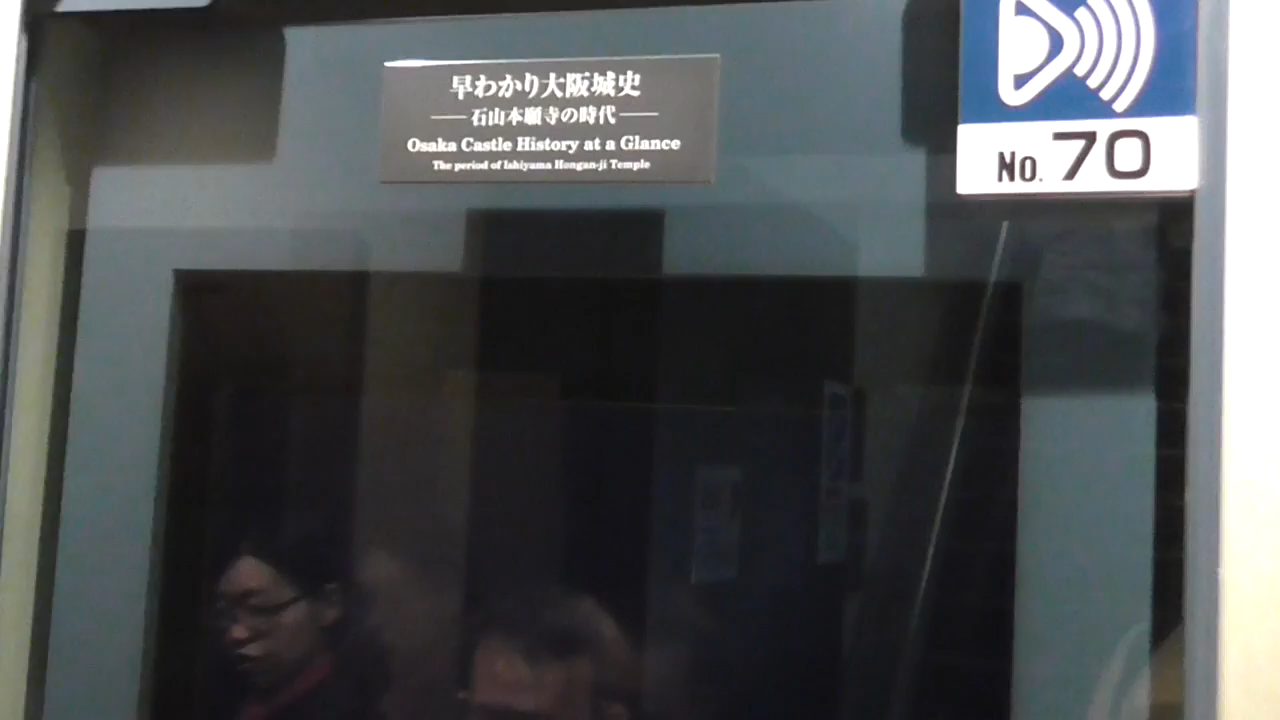 早わかり大阪城史
石山本願寺の時代
Osaka Castle History at a Glance
The period of Ishiyama Hongan-ji Temple
No. 70